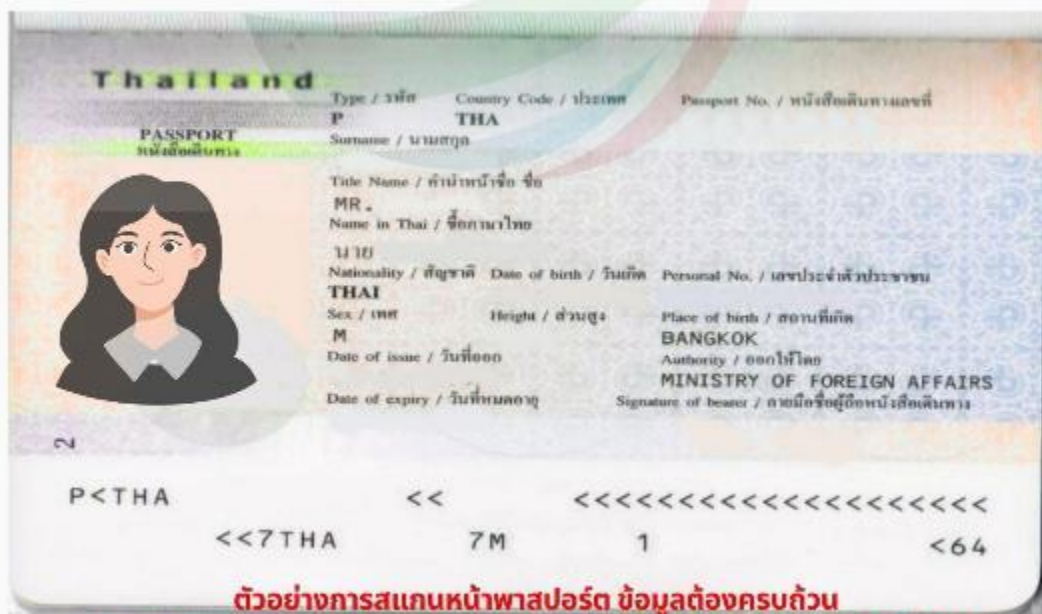 Thailand
Type / รหัส Country Code / ประเทศ Passport No. / หนังสือเดินทางเลขที่
P THA
PASSPORT
หนังสือเดินทาง
Surname / นามสกุล
Title Name / คำนำหน้าชื่อ ชื่อ
MR.
Name in Thai / ชื่อภาษาไทย
นาย
Nationality / สัญชาติ Date of birth / วันเกิด Personal No. / เลขประจำตัวประชาชน
THAI
Sex / เพศ Height / ส่วนสูง Place of birth / สถานที่เกิด
M BANGKOK
Date of issue / วันที่ออก Authority / ออกให้โดย
MINISTRY OF FOREIGN AFFAIRS
Date of expiry / วันที่หมดอายุ Signature of bearer / ลายมือชื่อผู้ถือหนังสือเดินทาง
2
P<THA << <<<<<<<<<<<<<<<<<<<<<
<<7THA 7M 1 <64
ตัวอย่างการสแกนหน้าพาสปอร์ต ข้อมูลต้องครบถ้วน